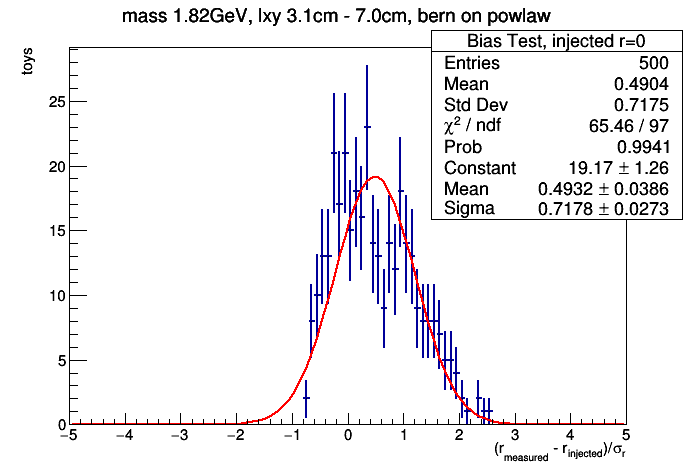 mass 1.82GeV, lxy 3.1cm - 7.0cm, bern on powlaw
Bias Test, injected r=0
Entries 500
Mean 0.4904
Std Dev 0.7175
χ² / ndf 65.46 / 97
Prob 0.9941
Constant 19.17 ± 1.26
Mean 0.4932 ± 0.0386
Sigma 0.7178 ± 0.0273
toys
25
20
15
10
5
0
−5 −4 −3 −2 −1 0 1 2 3 4 5
(r_measured - r_injected)/σ_r